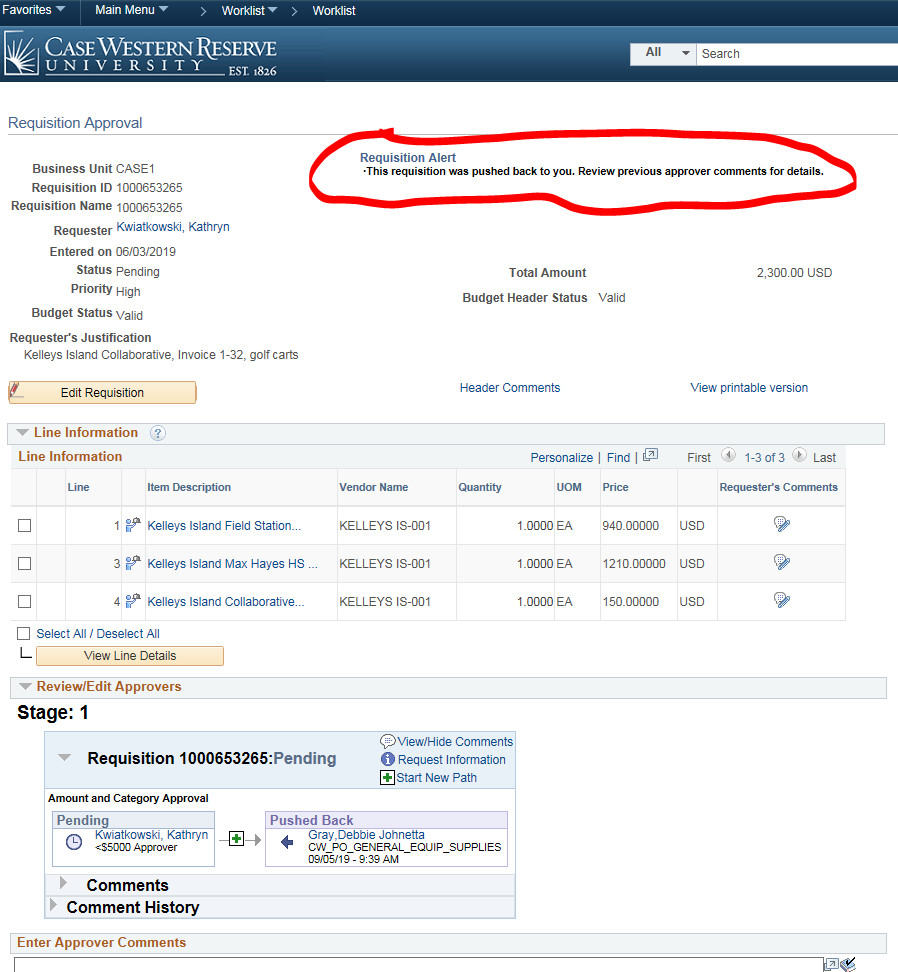 Favorites Main Menu Worklist Worklist
CASE WESTERN RESERVE
UNIVERSITY EST. 1826
All Search
Requisition Approval
Requisition Alert
·This requisition was pushed back to you. Review previous approver comments for details.
Business Unit CASE1
Requisition ID 1000653265
Requisition Name 1000653265
Requester Kwiatkowski, Kathryn
Entered on 06/03/2019
Status Pending
Total Amount 2,300.00 USD
Priority High
Budget Header Status Valid
Budget Status Valid
Requester's Justification
Kelleys Island Collaborative, Invoice 1-32, golf carts
Edit Requisition Header Comments View printable version
Line Information ?
Line Information Personalize | Find | First 1-3 of 3 Last
Line Item Description Vendor Name Quantity UOM Price Requester's Comments
1 Kelleys Island Field Station... KELLEYS IS-001 1.0000 EA 940.00000 USD
3 Kelleys Island Max Hayes HS ... KELLEYS IS-001 1.0000 EA 1210.00000 USD
4 Kelleys Island Collaborative... KELLEYS IS-001 1.0000 EA 150.00000 USD
Select All / Deselect All
View Line Details
Review/Edit Approvers
Stage: 1
Requisition 1000653265:Pending
View/Hide Comments
Request Information
Start New Path
Amount and Category Approval
Pending
Kwiatkowski, Kathryn
<$5000 Approver
Pushed Back
Gray,Debbie Johnetta
CW_PO_GENERAL_EQUIP_SUPPLIES
09/05/19 - 9:39 AM
Comments
Comment History
Enter Approver Comments